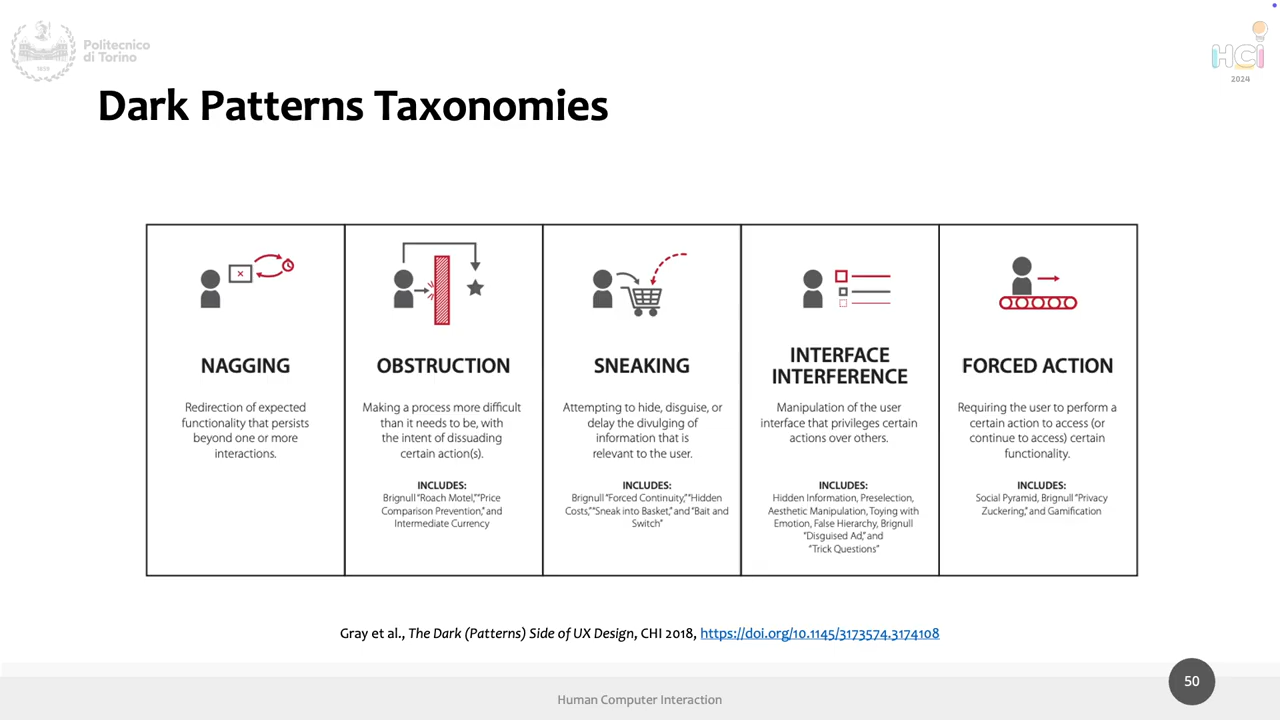 Politecnico
di Torino
1859
HCI
2024
Dark Patterns Taxonomies
NAGGING
Redirection of expected
functionality that persists
beyond one or more
interactions.
OBSTRUCTION
Making a process more difficult
than it needs to be, with
the intent of dissuading
certain action(s).
INCLUDES:
Brignull “Roach Motel,” “Price
Comparison Prevention,” and
Intermediate Currency
SNEAKING
Attempting to hide, disguise, or
delay the divulging of
information that is
relevant to the user.
INCLUDES:
Brignull “Forced Continuity,” “Hidden
Costs,” “Sneak into Basket,” and “Bait and
Switch”
INTERFACE
INTERFERENCE
Manipulation of the user
interface that privileges certain
actions over others.
INCLUDES:
Hidden Information, Preselection,
Aesthetic Manipulation, Toying with
Emotion, False Hierarchy, Brignull
“Disguised Ad,” and
“Trick Questions”
FORCED ACTION
Requiring the user to perform a
certain action to access (or
continue to access) certain
functionality.
INCLUDES:
Social Pyramid, Brignull “Privacy
Zuckering,” and Gamification
Gray et al., The Dark (Patterns) Side of UX Design, CHI 2018, https://doi.org/10.1145/3173574.3174108
Human Computer Interaction
50